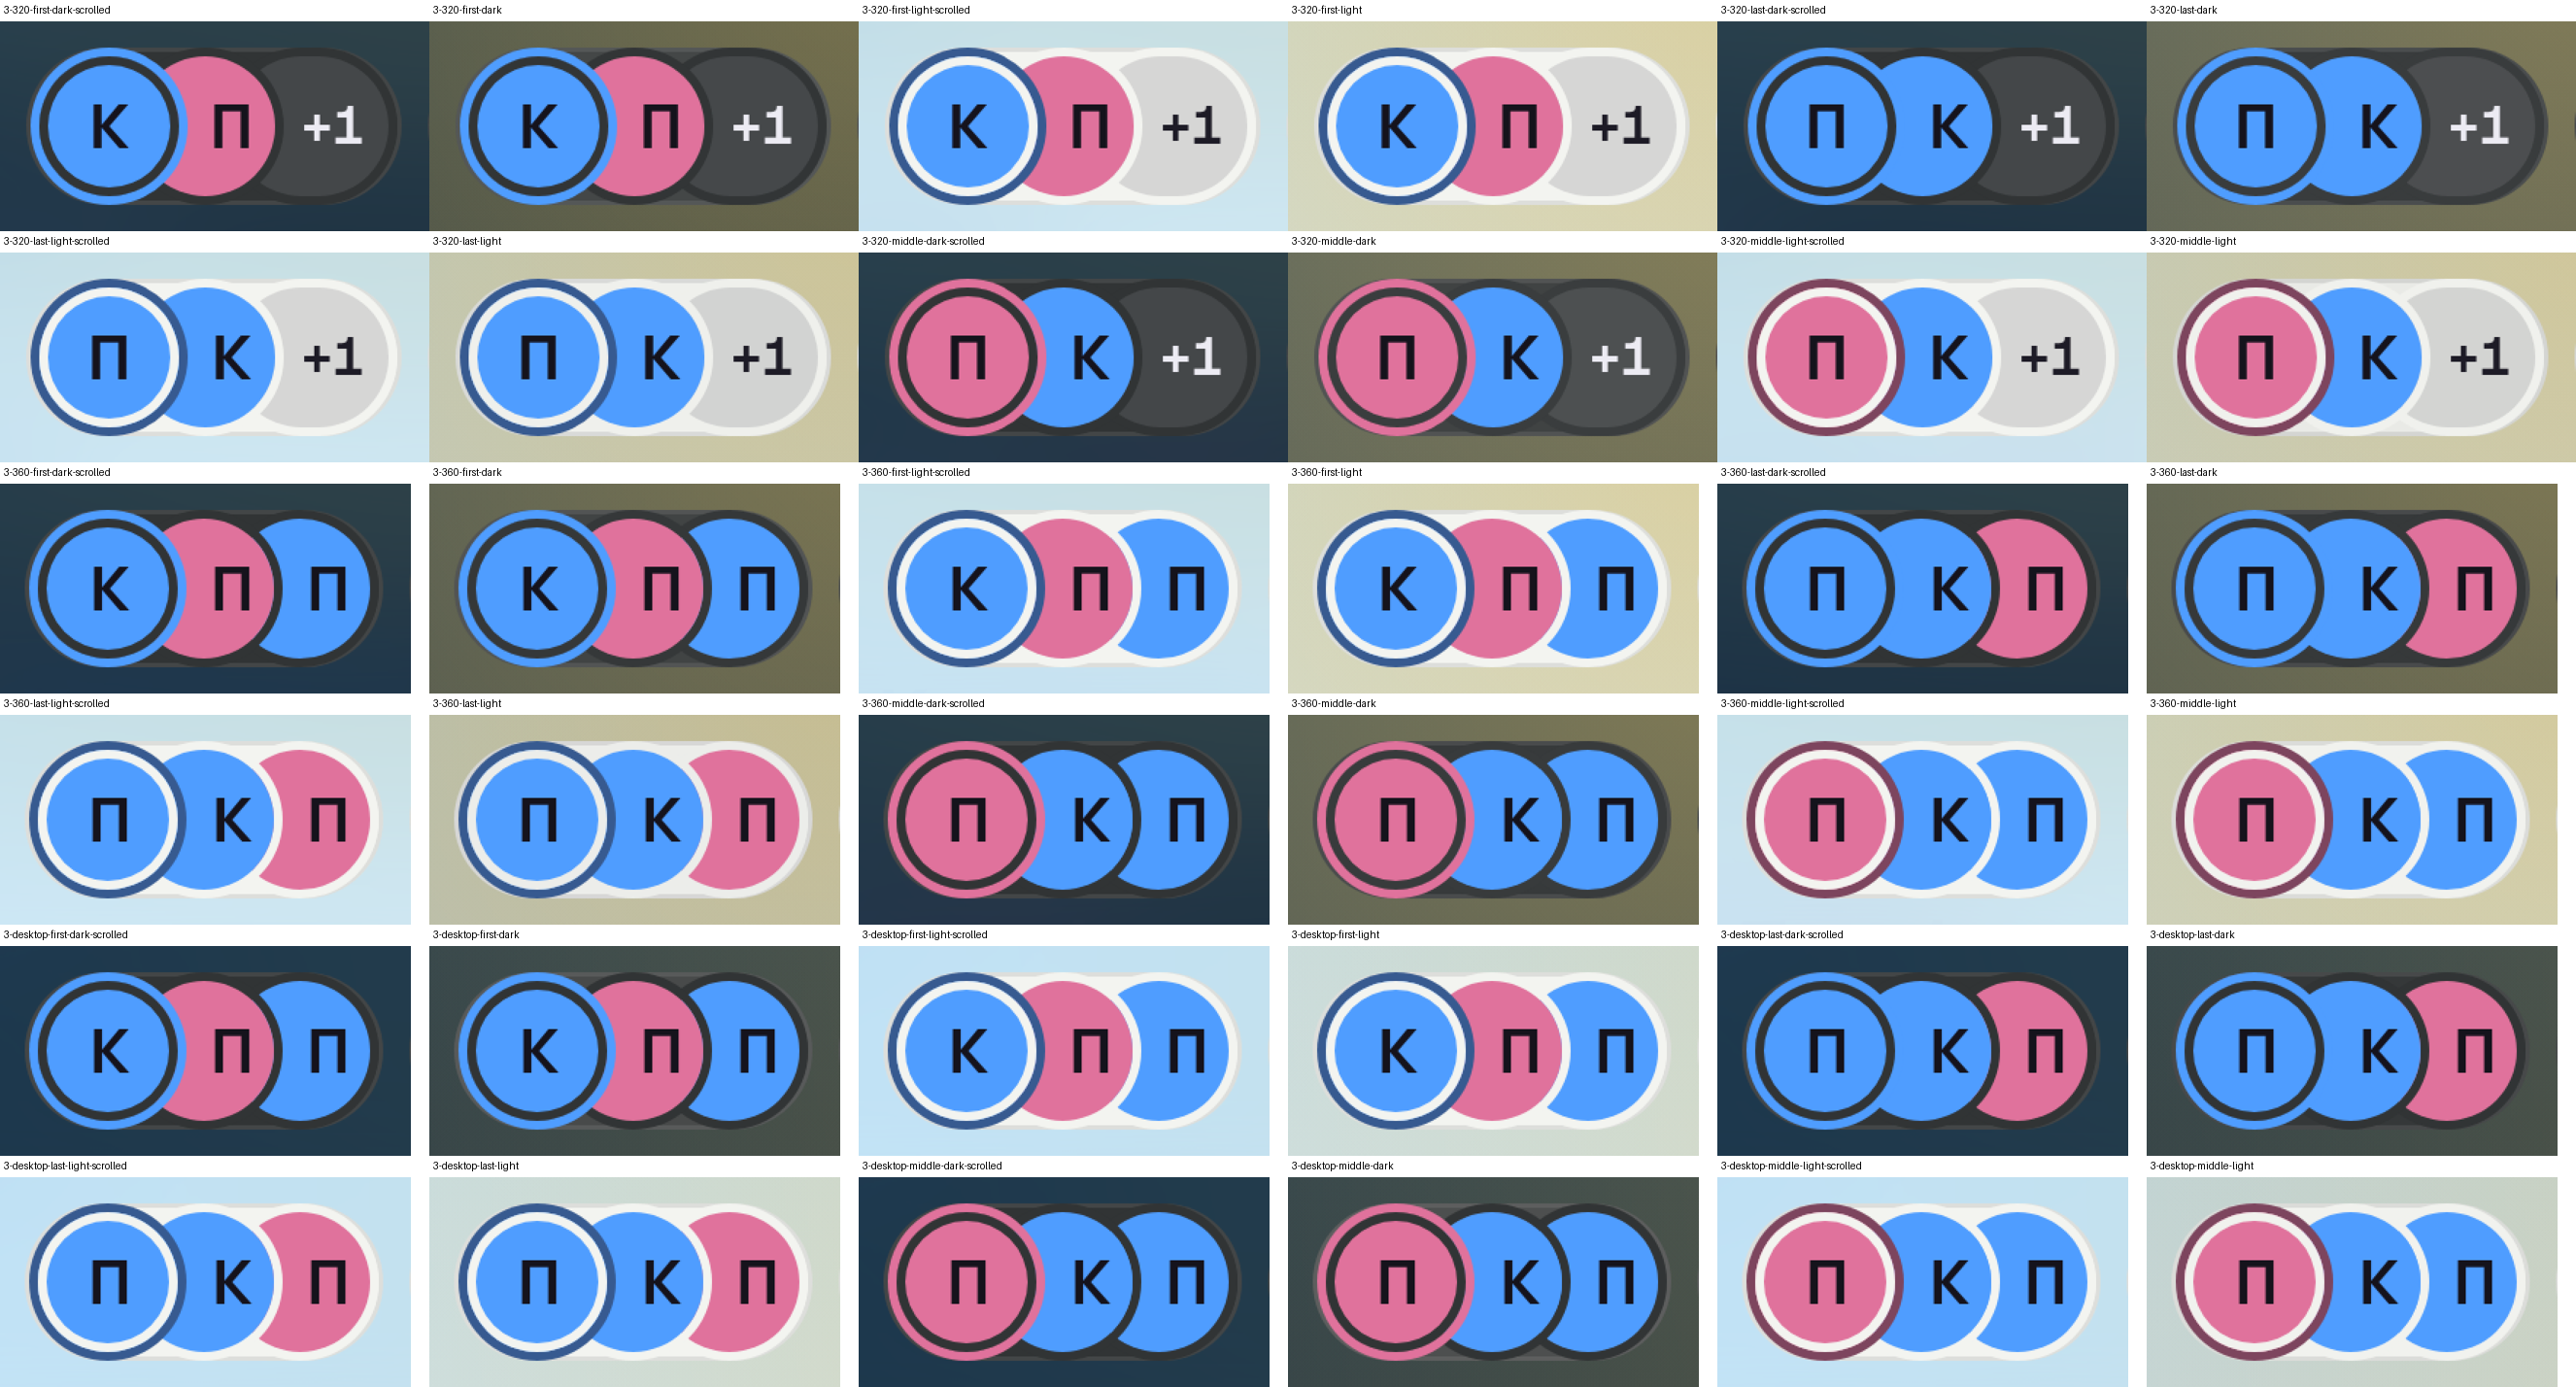 3-320-first-dark-scrolled 3-320-first-dark 3-320-first-light-scrolled 3-320-first-light 3-320-last-dark-scrolled 3-320-last-dark
К П +1 К П +1 К П +1 К П +1 П К +1 П К +1
3-320-last-light-scrolled 3-320-last-light 3-320-middle-dark-scrolled 3-320-middle-dark 3-320-middle-light-scrolled 3-320-middle-light
П К +1 П К +1 П К +1 П К +1 П К +1 П К +1
3-360-first-dark-scrolled 3-360-first-dark 3-360-first-light-scrolled 3-360-first-light 3-360-last-dark-scrolled 3-360-last-dark
К П П К П П К П П К П П П К П П К П
3-360-last-light-scrolled 3-360-last-light 3-360-middle-dark-scrolled 3-360-middle-dark 3-360-middle-light-scrolled 3-360-middle-light
П К П П К П П К П П К П П К П П К П
3-desktop-first-dark-scrolled 3-desktop-first-dark 3-desktop-first-light-scrolled 3-desktop-first-light 3-desktop-last-dark-scrolled 3-desktop-last-dark
К П П К П П К П П К П П П К П П К П
3-desktop-last-light-scrolled 3-desktop-last-light 3-desktop-middle-dark-scrolled 3-desktop-middle-dark 3-desktop-middle-light-scrolled 3-desktop-middle-light
П К П П К П П К П П К П П К П П К П